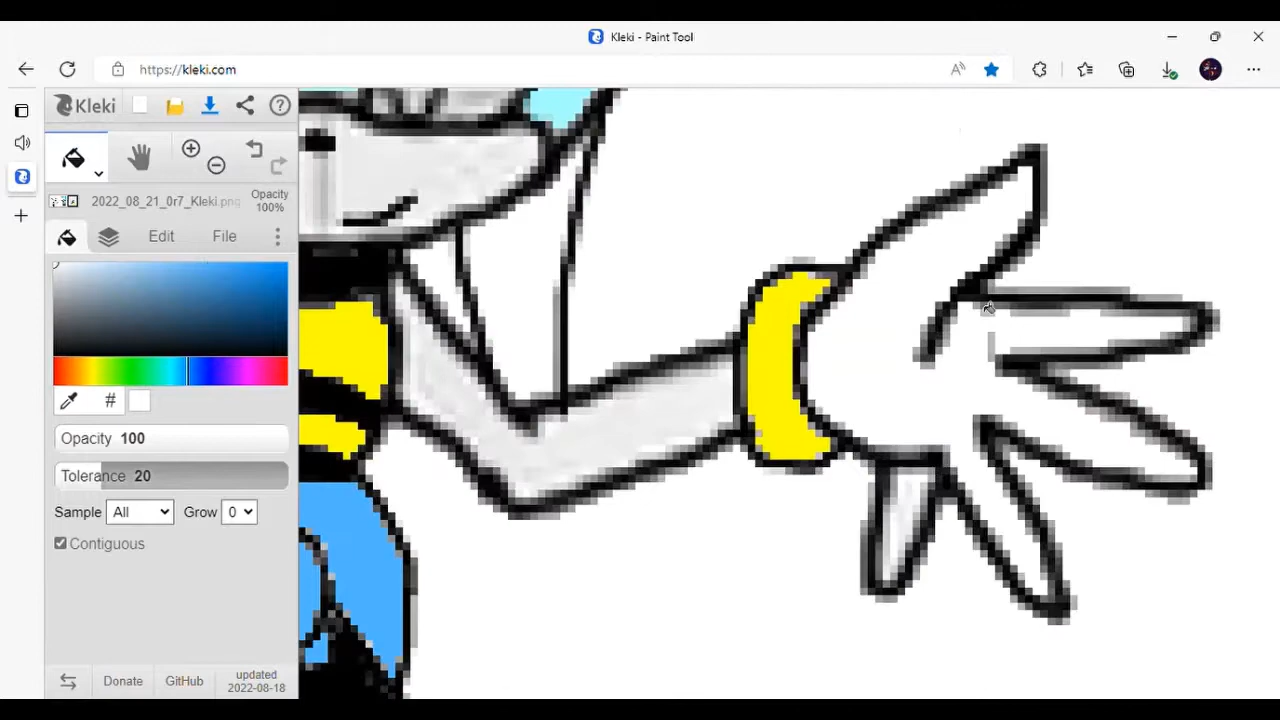 Kleki - Paint Tool
https://kleki.com
Kleki
2022_08_21_0r7_Kleki.png
Opacity
100%
Edit
File
#
Opacity 100
Tolerance 20
Sample All Grow 0
Contiguous
Donate
GitHub
updated
2022-08-18